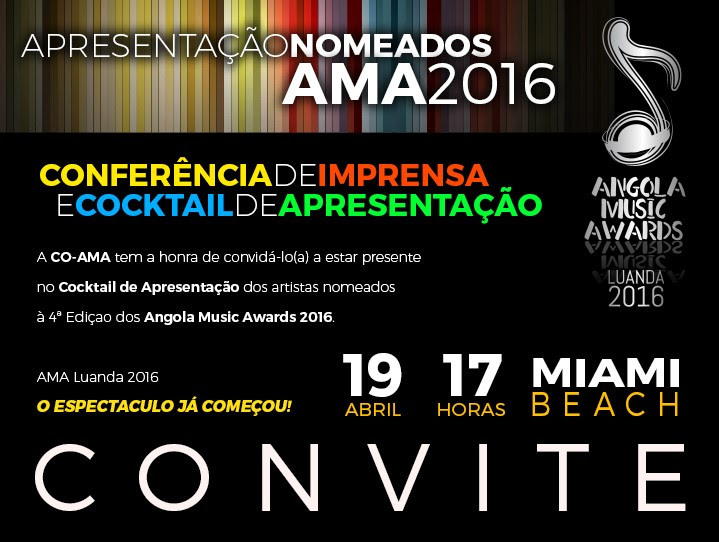 APRESENTAÇÃONOMEADOS
AMA2016
ANGOLA
MUSIC
AWARDS
LUANDA
2016
CONFERÊNCIADEIMPRENSA
ECOCKTAILDEAPRESENTAÇÃO
A CO-AMA tem a honra de convidá-lo(a) a estar presente
no Cocktail de Apresentação dos artistas nomeados
à 4ª Ediçao dos Angola Music Awards 2016.
AMA Luanda 2016
O ESPECTACULO JÁ COMEÇOU!
19
ABRIL
17
HORAS
MIAMI
BEACH
CONVITE